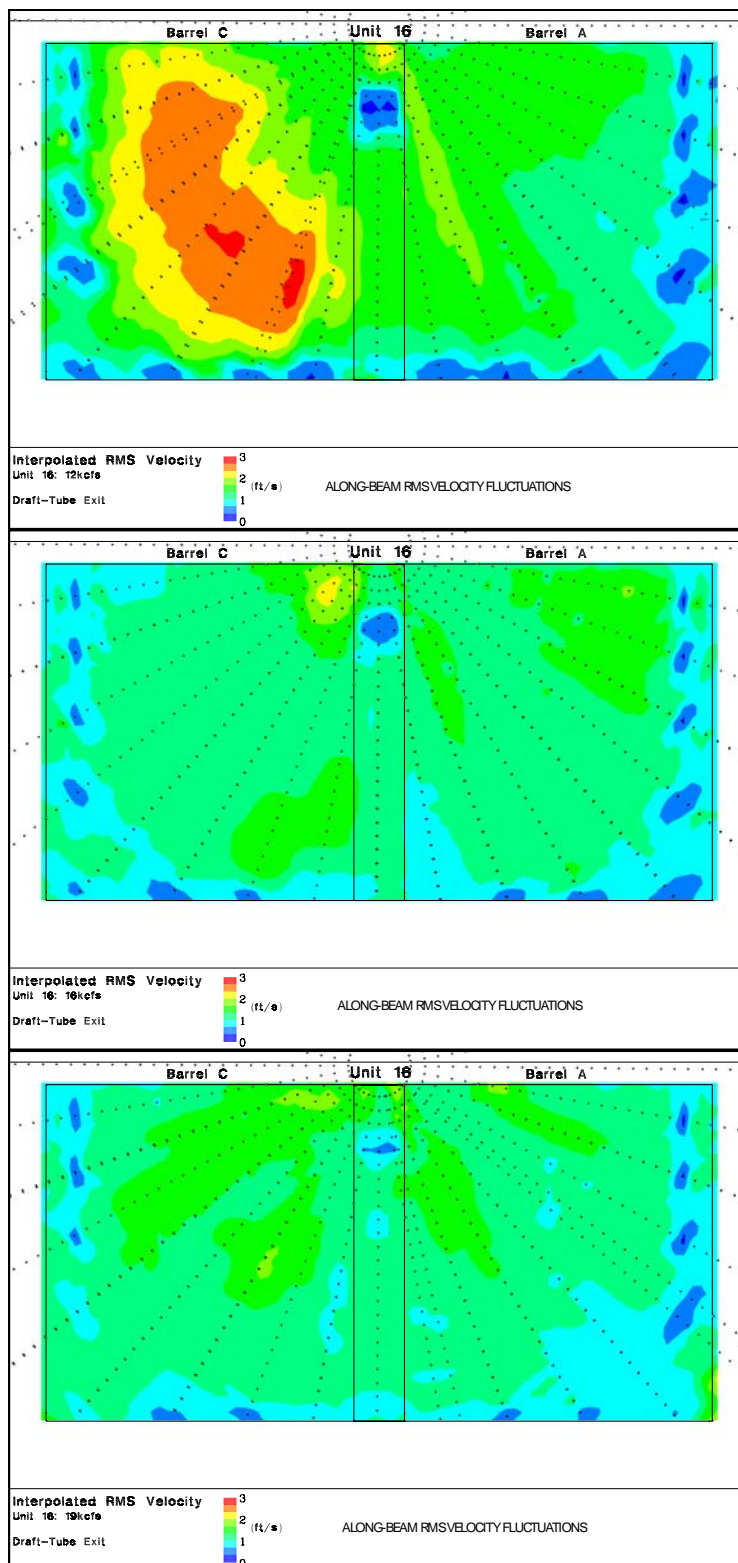 Barrel C Unit 16 Barrel A
Interpolated RMS Velocity
Unit 16: 12kcfs
Draft-Tube Exit
3
2
(ft/s)
1
0
ALONG-BEAM RMS VELOCITY FLUCTUATIONS
Barrel C Unit 16 Barrel A
Interpolated RMS Velocity
Unit 16: 16kcfs
Draft-Tube Exit
3
2
(ft/s)
1
0
ALONG-BEAM RMS VELOCITY FLUCTUATIONS
Barrel C Unit 16 Barrel A
Interpolated RMS Velocity
Unit 16: 19kcfs
Draft-Tube Exit
3
2
(ft/s)
1
0
ALONG-BEAM RMS VELOCITY FLUCTUATIONS